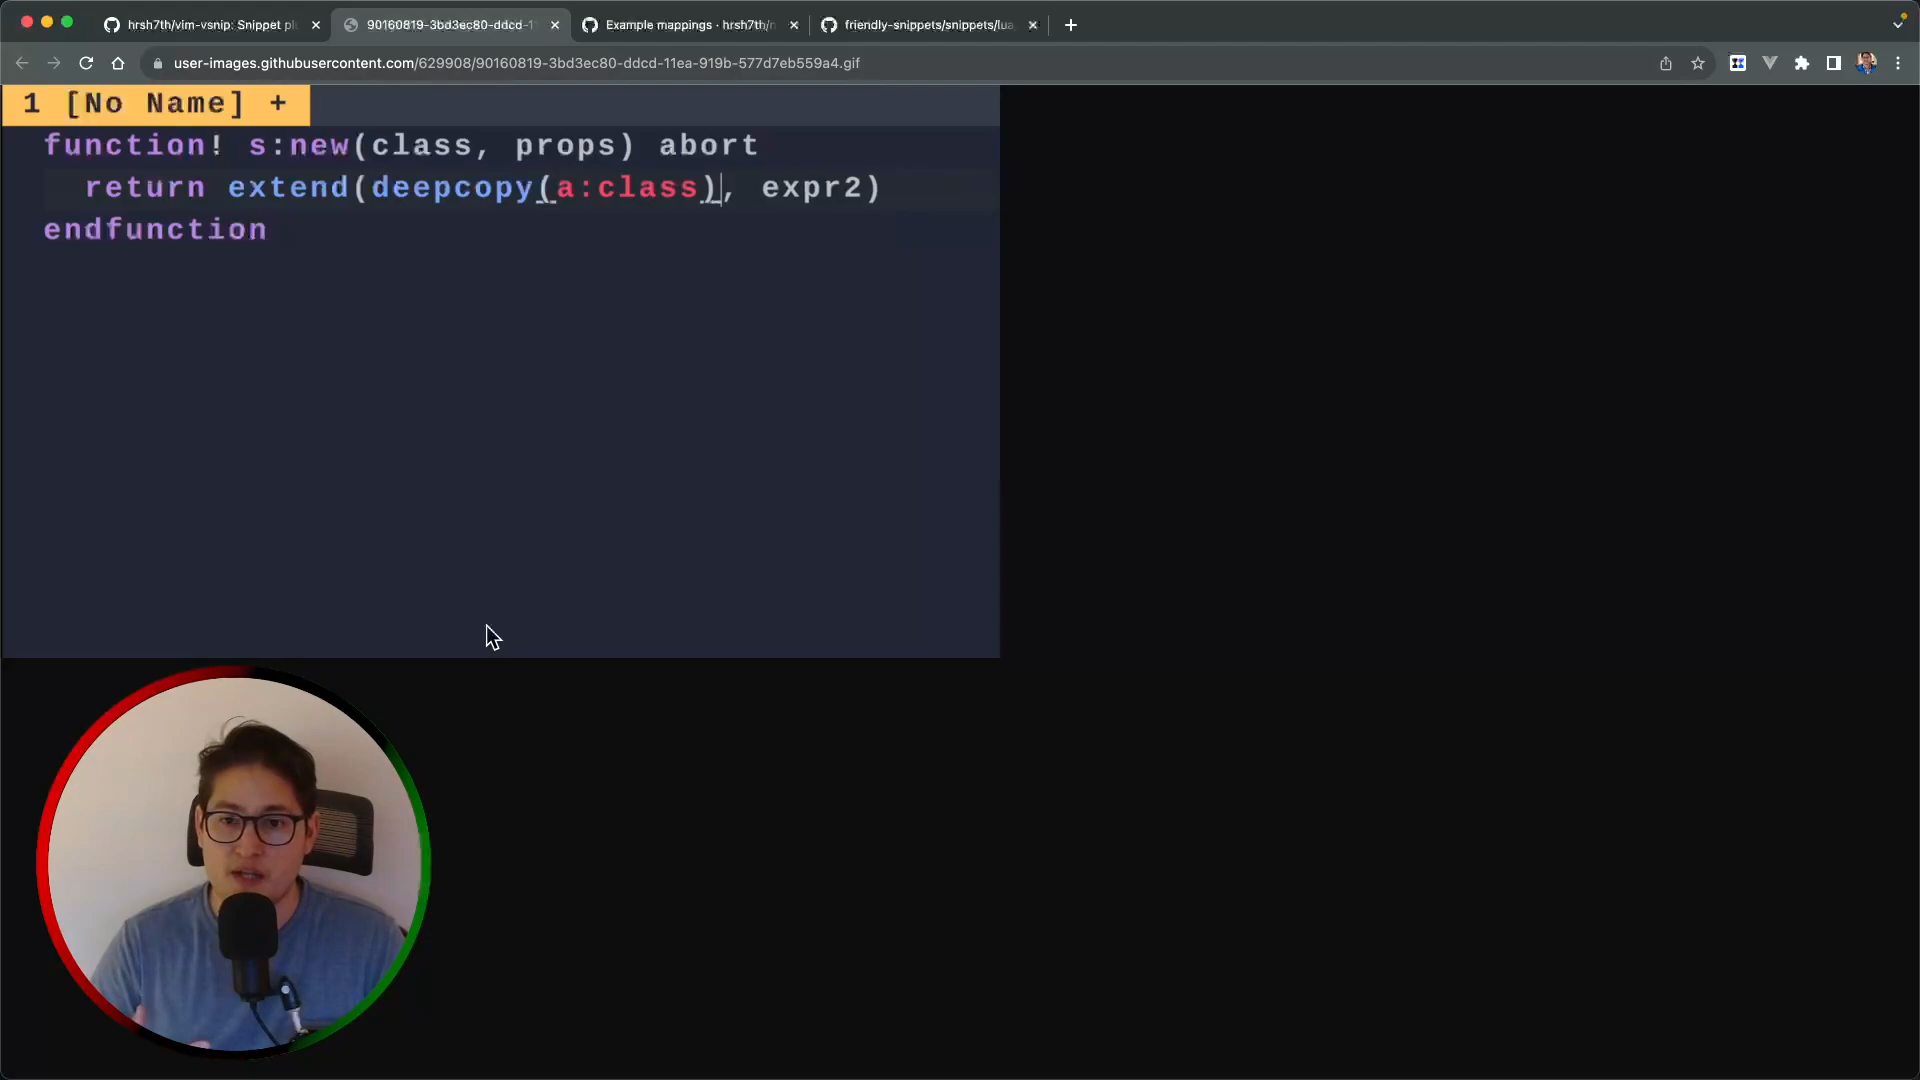 hrsh7th/vim-vsnip: Snippet pl
90160819-3bd3ec80-ddcd-1
Example mappings · hrsh7th/n
friendly-snippets/snippets/lua
user-images.githubusercontent.com/629908/90160819-3bd3ec80-ddcd-11ea-919b-577d7eb559a4.gif
1 [No Name] +
function! s:new(class, props) abort
return extend(deepcopy(a:class), expr2)
endfunction